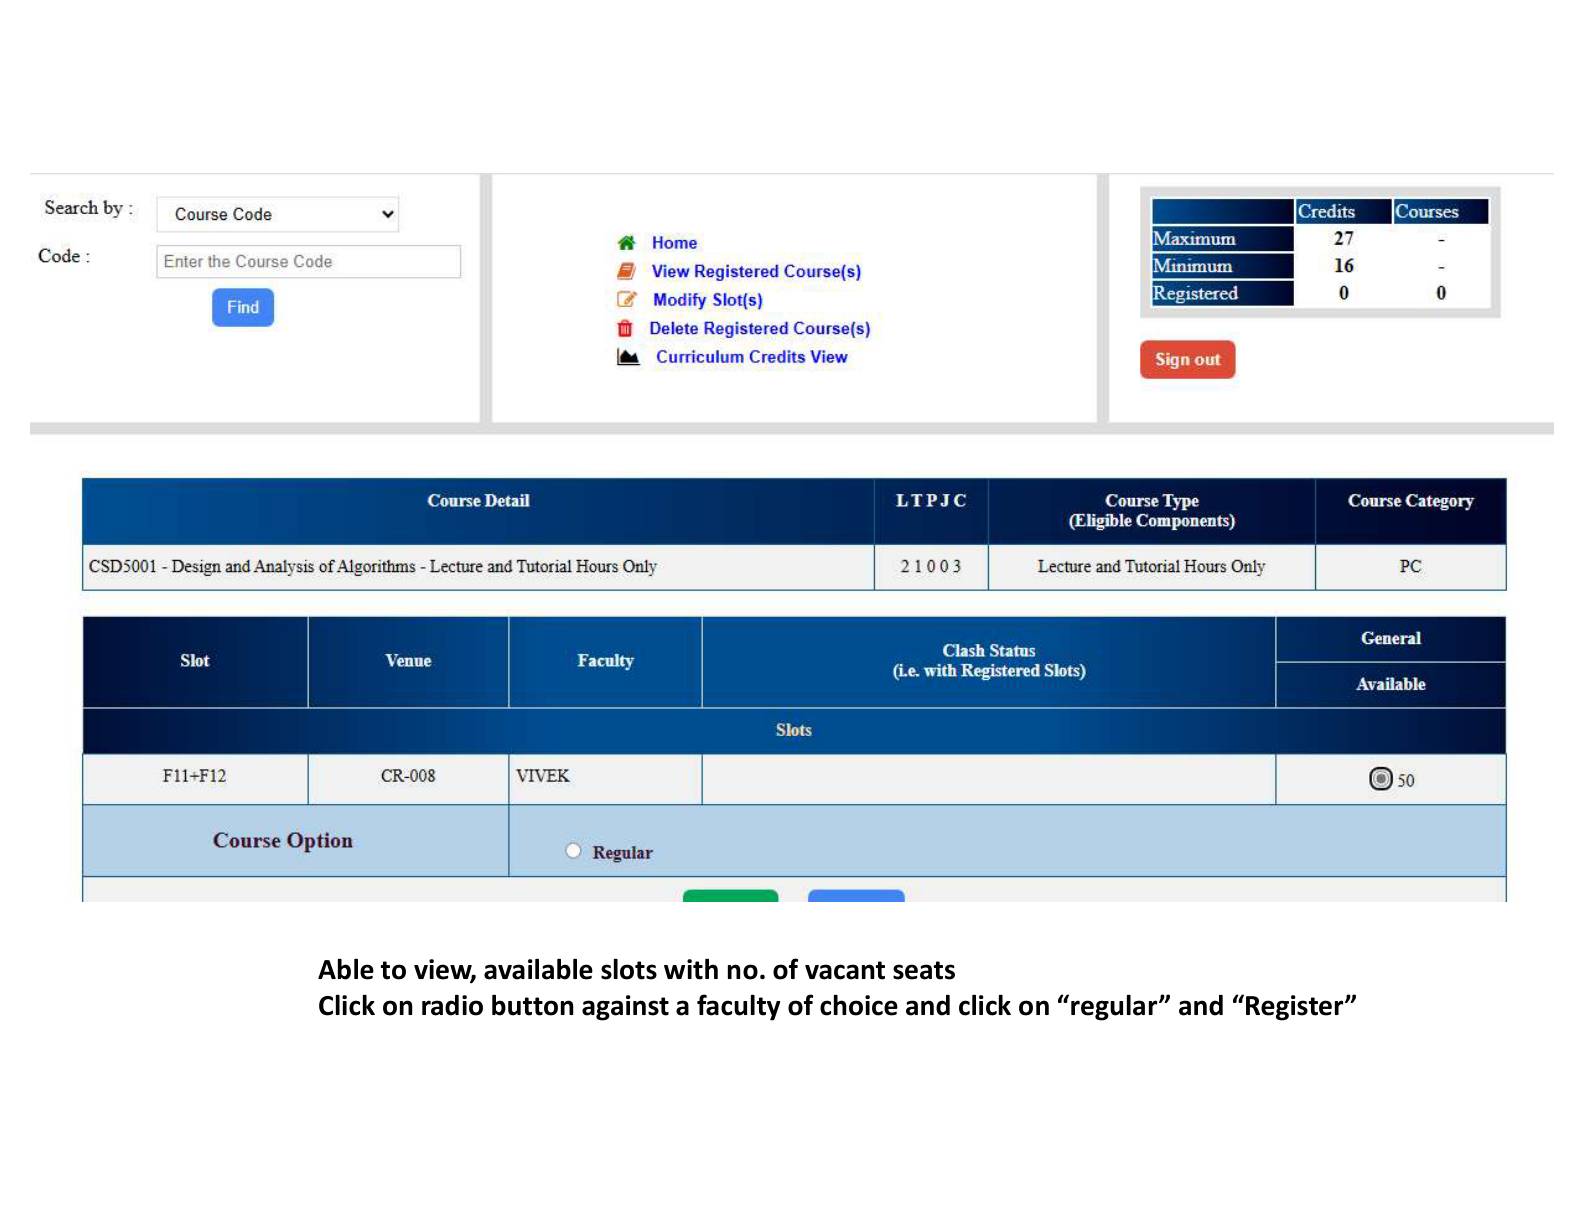 Search by :
Course Code
Code :
Enter the Course Code
Find
Home
View Registered Course(s)
Modify Slot(s)
Delete Registered Course(s)
Curriculum Credits View
Credits Courses
Maximum 27 -
Minimum 16 -
Registered 0 0
Sign out
Course Detail L T P J C Course Type Course Category
(Eligible Components)
CSD5001 - Design and Analysis of Algorithms - Lecture and Tutorial Hours Only 2 1 0 0 3 Lecture and Tutorial Hours Only PC
Slot Venue Faculty Clash Status General
(i.e. with Registered Slots) Available
Slots
F11+F12 CR-008 VIVEK 50
Course Option Regular
Able to view, available slots with no. of vacant seats
Click on radio button against a faculty of choice and click on “regular” and “Register”